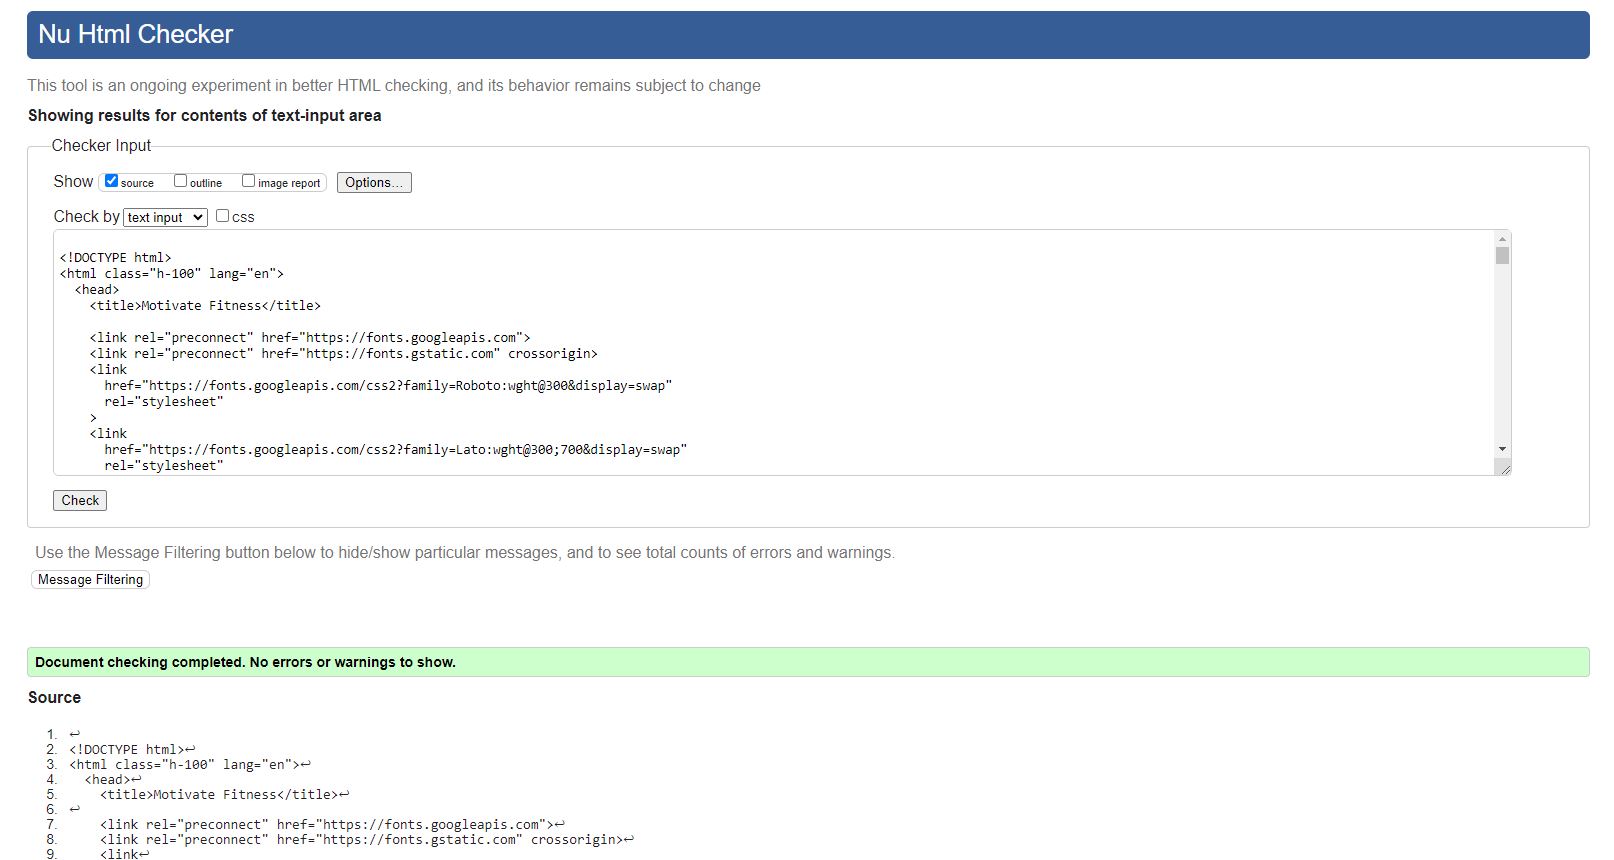 Nu Html Checker
This tool is an ongoing experiment in better HTML checking, and its behavior remains subject to change
Showing results for contents of text-input area
Checker Input
Show source outline image report Options...
Check by text input css
<!DOCTYPE html>
<html class="h-100" lang="en">
<head>
<title>Motivate Fitness</title>
<link rel="preconnect" href="https://fonts.googleapis.com">
<link rel="preconnect" href="https://fonts.gstatic.com" crossorigin>
<link
href="https://fonts.googleapis.com/css2?family=Roboto:wght@300&display=swap"
rel="stylesheet"
>
<link
href="https://fonts.googleapis.com/css2?family=Lato:wght@300;700&display=swap"
rel="stylesheet"
Check
Use the Message Filtering button below to hide/show particular messages, and to see total counts of errors and warnings.
Message Filtering
Document checking completed. No errors or warnings to show.
Source
1. ↩
2. <!DOCTYPE html>↩
3. <html class="h-100" lang="en">↩
4. <head>↩
5. <title>Motivate Fitness</title>↩
6. ↩
7. <link rel="preconnect" href="https://fonts.googleapis.com">↩
8. <link rel="preconnect" href="https://fonts.gstatic.com" crossorigin>↩
9. <link↩